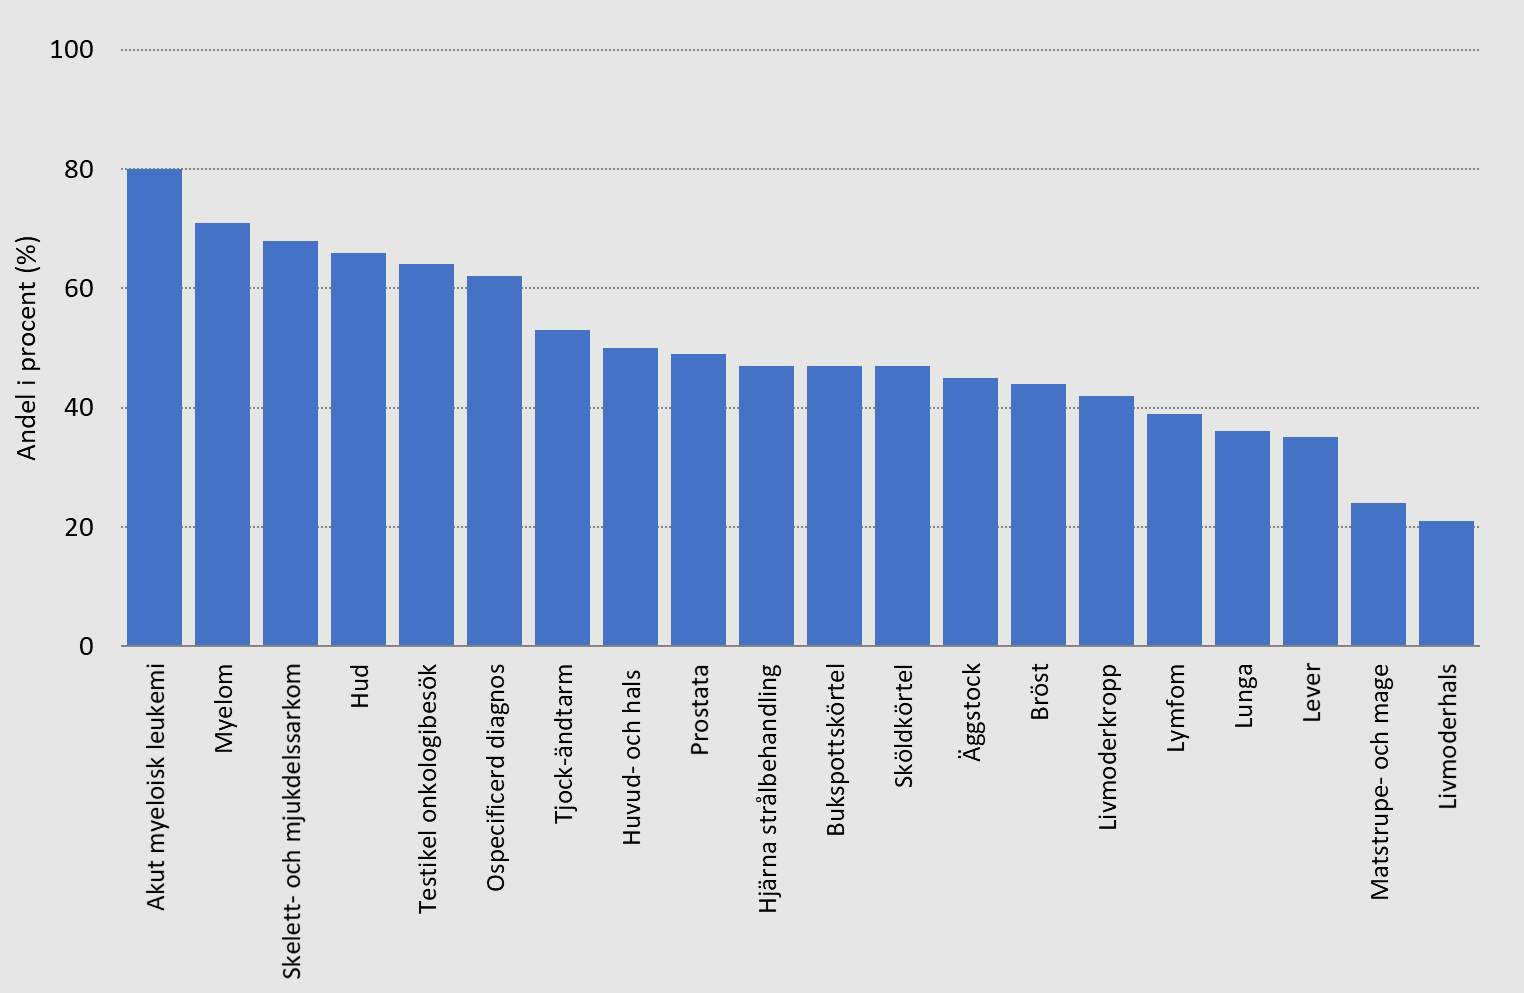 100
80
60
40
20
0
Andel i procent (%)
Akut myeloisk leukemi
Myelom
Skelett- och mjukdelssarkom
Hud
Testikel onkologibesök
Ospecificerd diagnos
Tjock-ändtarm
Huvud- och hals
Prostata
Hjärna strålbehandling
Bukspottskörtel
Sköldkörtel
Äggstock
Bröst
Livmoderkropp
Lymfom
Lunga
Lever
Matstrupe- och mage
Livmoderhals